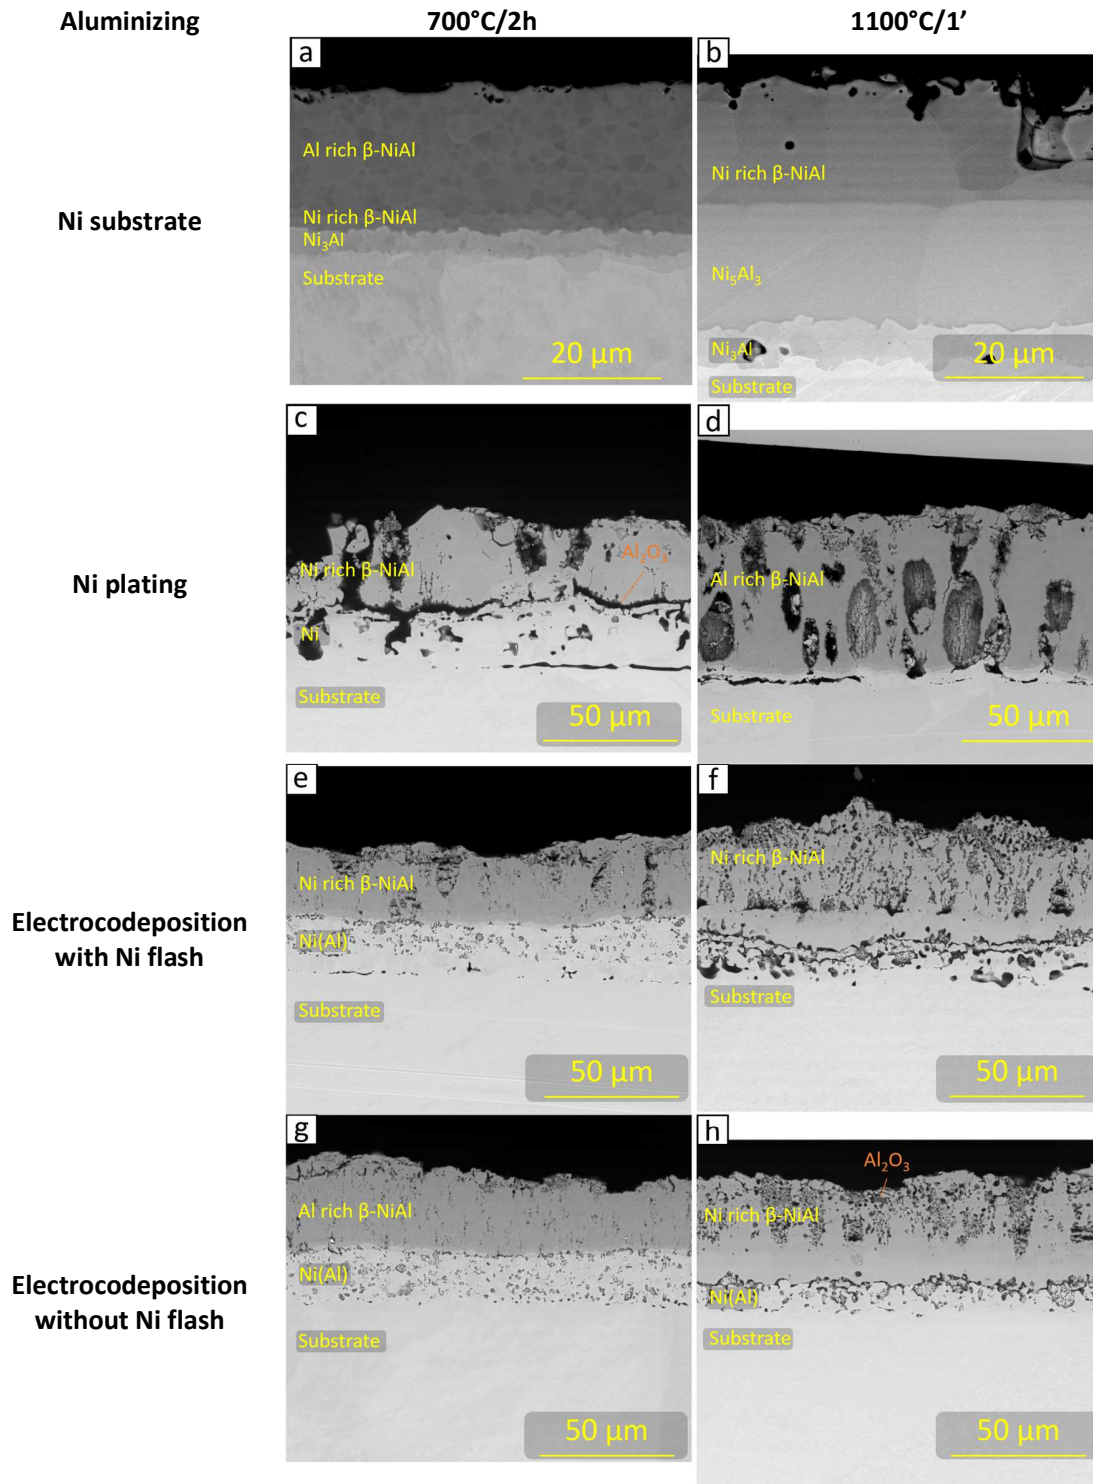 Aluminizing 700°C/2h 1100°C/1’
Ni substrate
a
Al rich β-NiAl
Ni rich β-NiAl
Ni₃Al
Substrate
20 µm
b
Ni rich β-NiAl
Ni₅Al₃
Ni₃Al
Substrate
20 µm
Ni plating
c
Al₂O₃
Ni rich β-NiAl
Ni
Substrate
50 µm
d
Al rich β-NiAl
Substrate
50 µm
Electrocodeposition
with Ni flash
e
Ni rich β-NiAl
Ni(Al)
Substrate
50 µm
f
Ni rich β-NiAl
Substrate
50 µm
Electrocodeposition
without Ni flash
g
Al rich β-NiAl
Ni(Al)
Substrate
50 µm
h
Al₂O₃
Ni rich β-NiAl
Ni(Al)
Substrate
50 µm